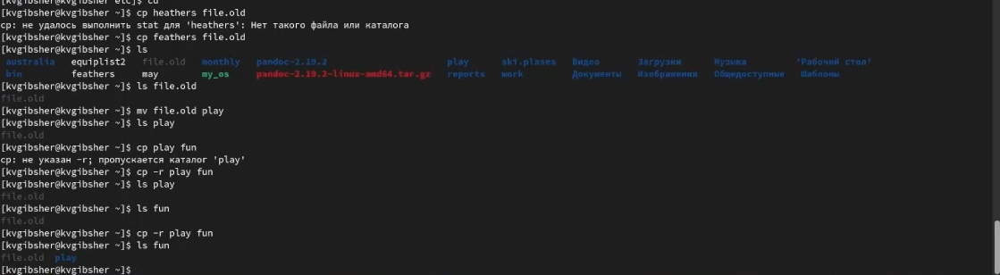 [kvgibsher@kvgibsher etc]$ cd
[kvgibsher@kvgibsher ~]$ cp heathers file.old
cp: не удалось выполнить stat для 'heathers': Нет такого файла или каталога
[kvgibsher@kvgibsher ~]$ cp feathers file.old
[kvgibsher@kvgibsher ~]$ ls
australia equiplist2 file.old monthly pandoc-2.19.2 play ski.plases Видео Загрузки Музыка 'Рабочий стол'
bin feathers may my_os pandoc-2.19.2-linux-amd64.tar.gz reports work Документы Изображения Общедоступные Шаблоны
[kvgibsher@kvgibsher ~]$ ls file.old
file.old
[kvgibsher@kvgibsher ~]$ mv file.old play
[kvgibsher@kvgibsher ~]$ ls play
file.old
[kvgibsher@kvgibsher ~]$ cp play fun
cp: не указан -r; пропускается каталог 'play'
[kvgibsher@kvgibsher ~]$ cp -r play fun
[kvgibsher@kvgibsher ~]$ ls play
file.old
[kvgibsher@kvgibsher ~]$ ls fun
file.old
[kvgibsher@kvgibsher ~]$ cp -r play fun
[kvgibsher@kvgibsher ~]$ ls fun
file.old play
[kvgibsher@kvgibsher ~]$